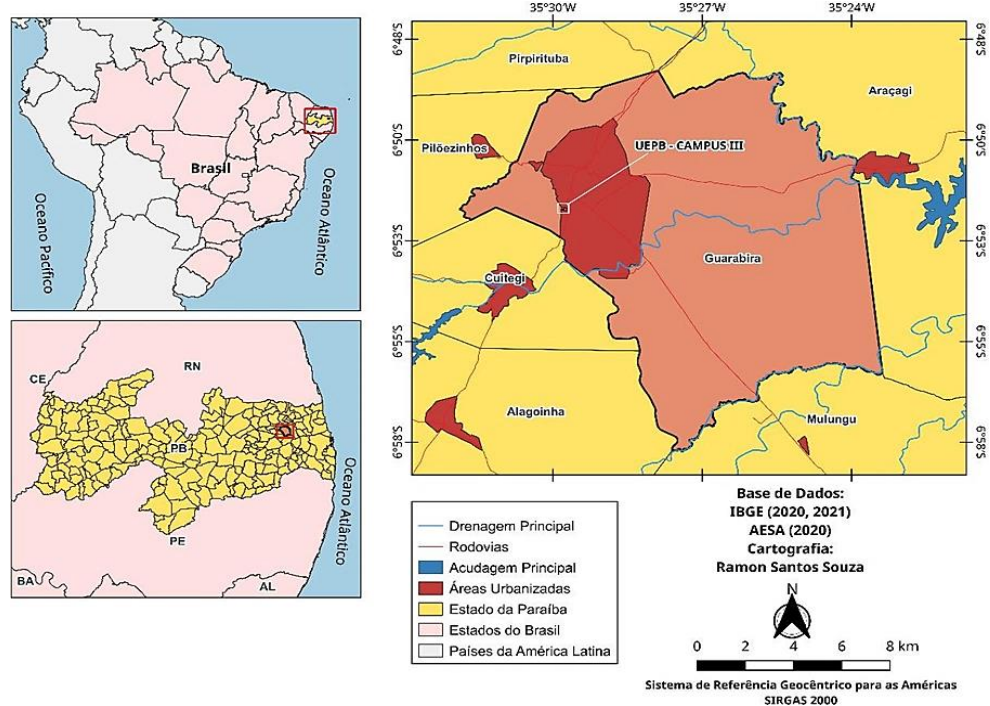 Brasil
Oceano Pacífico
Oceano Atlântico
CE
RN
PB
PE
BA
AL
Oceano Atlântico
35°30'W
35°27'W
35°24'W
6°48'S
6°50'S
6°53'S
6°55'S
6°58'S
6°48'S
6°50'S
6°53'S
6°55'S
6°58'S
Pirpirituba
Araçagi
Pilõezinhos
UEPB - CAMPUS III
Guarabira
Cuitegi
Alagoinha
Mulungu
Drenagem Principal
Rodovias
Acudagem Principal
Áreas Urbanizadas
Estado da Paraíba
Estados do Brasil
Países da América Latina
Base de Dados:
IBGE (2020, 2021)
AESA (2020)
Cartografia:
Ramon Santos Souza
N
0 2 4 6 8 km
Sistema de Referência Geocêntrico para as Américas
SIRGAS 2000